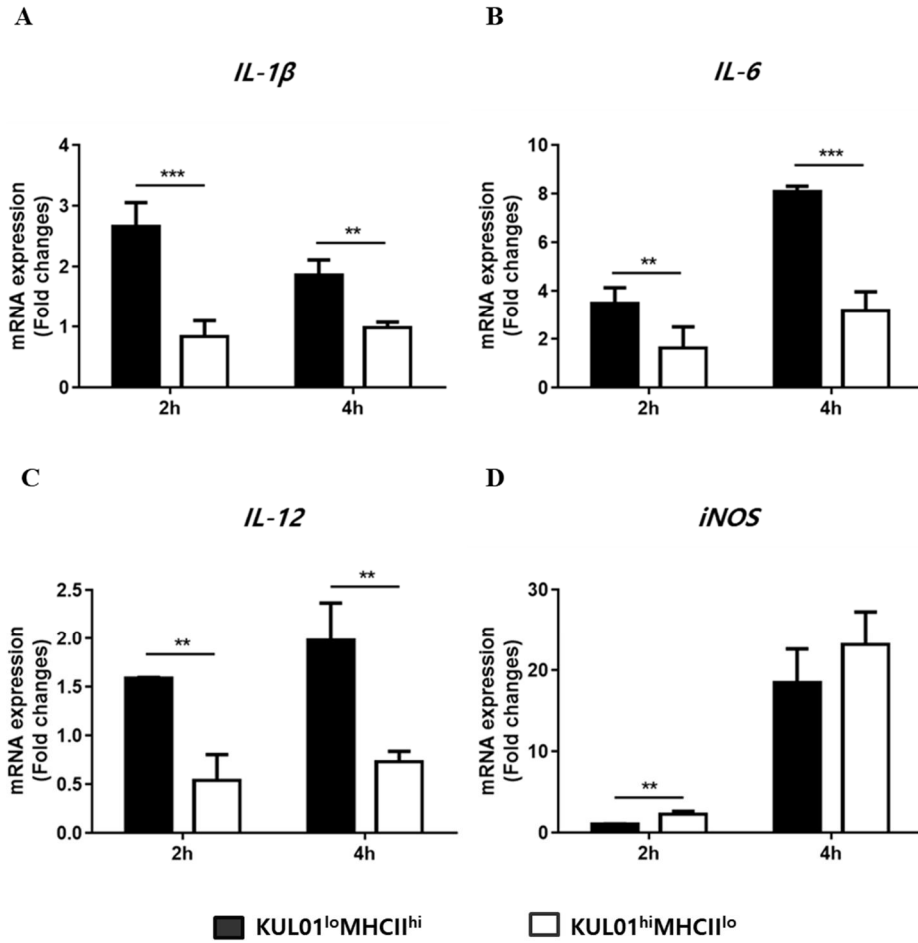 A
IL-1β
mRNA expression
(Fold changes)
4
3
2
1
0
***
**
2h
4h
B
IL-6
mRNA expression
(Fold changes)
10
8
6
4
2
0
**
***
2h
4h
C
IL-12
mRNA expression
(Fold changes)
2.5
2.0
1.5
1.0
0.5
0.0
**
**
2h
4h
D
iNOS
mRNA expression
(Fold changes)
30
20
10
0
**
2h
4h
KUL01ˡᵒMHCIIʰⁱ
KUL01ʰⁱMHCIIˡᵒ